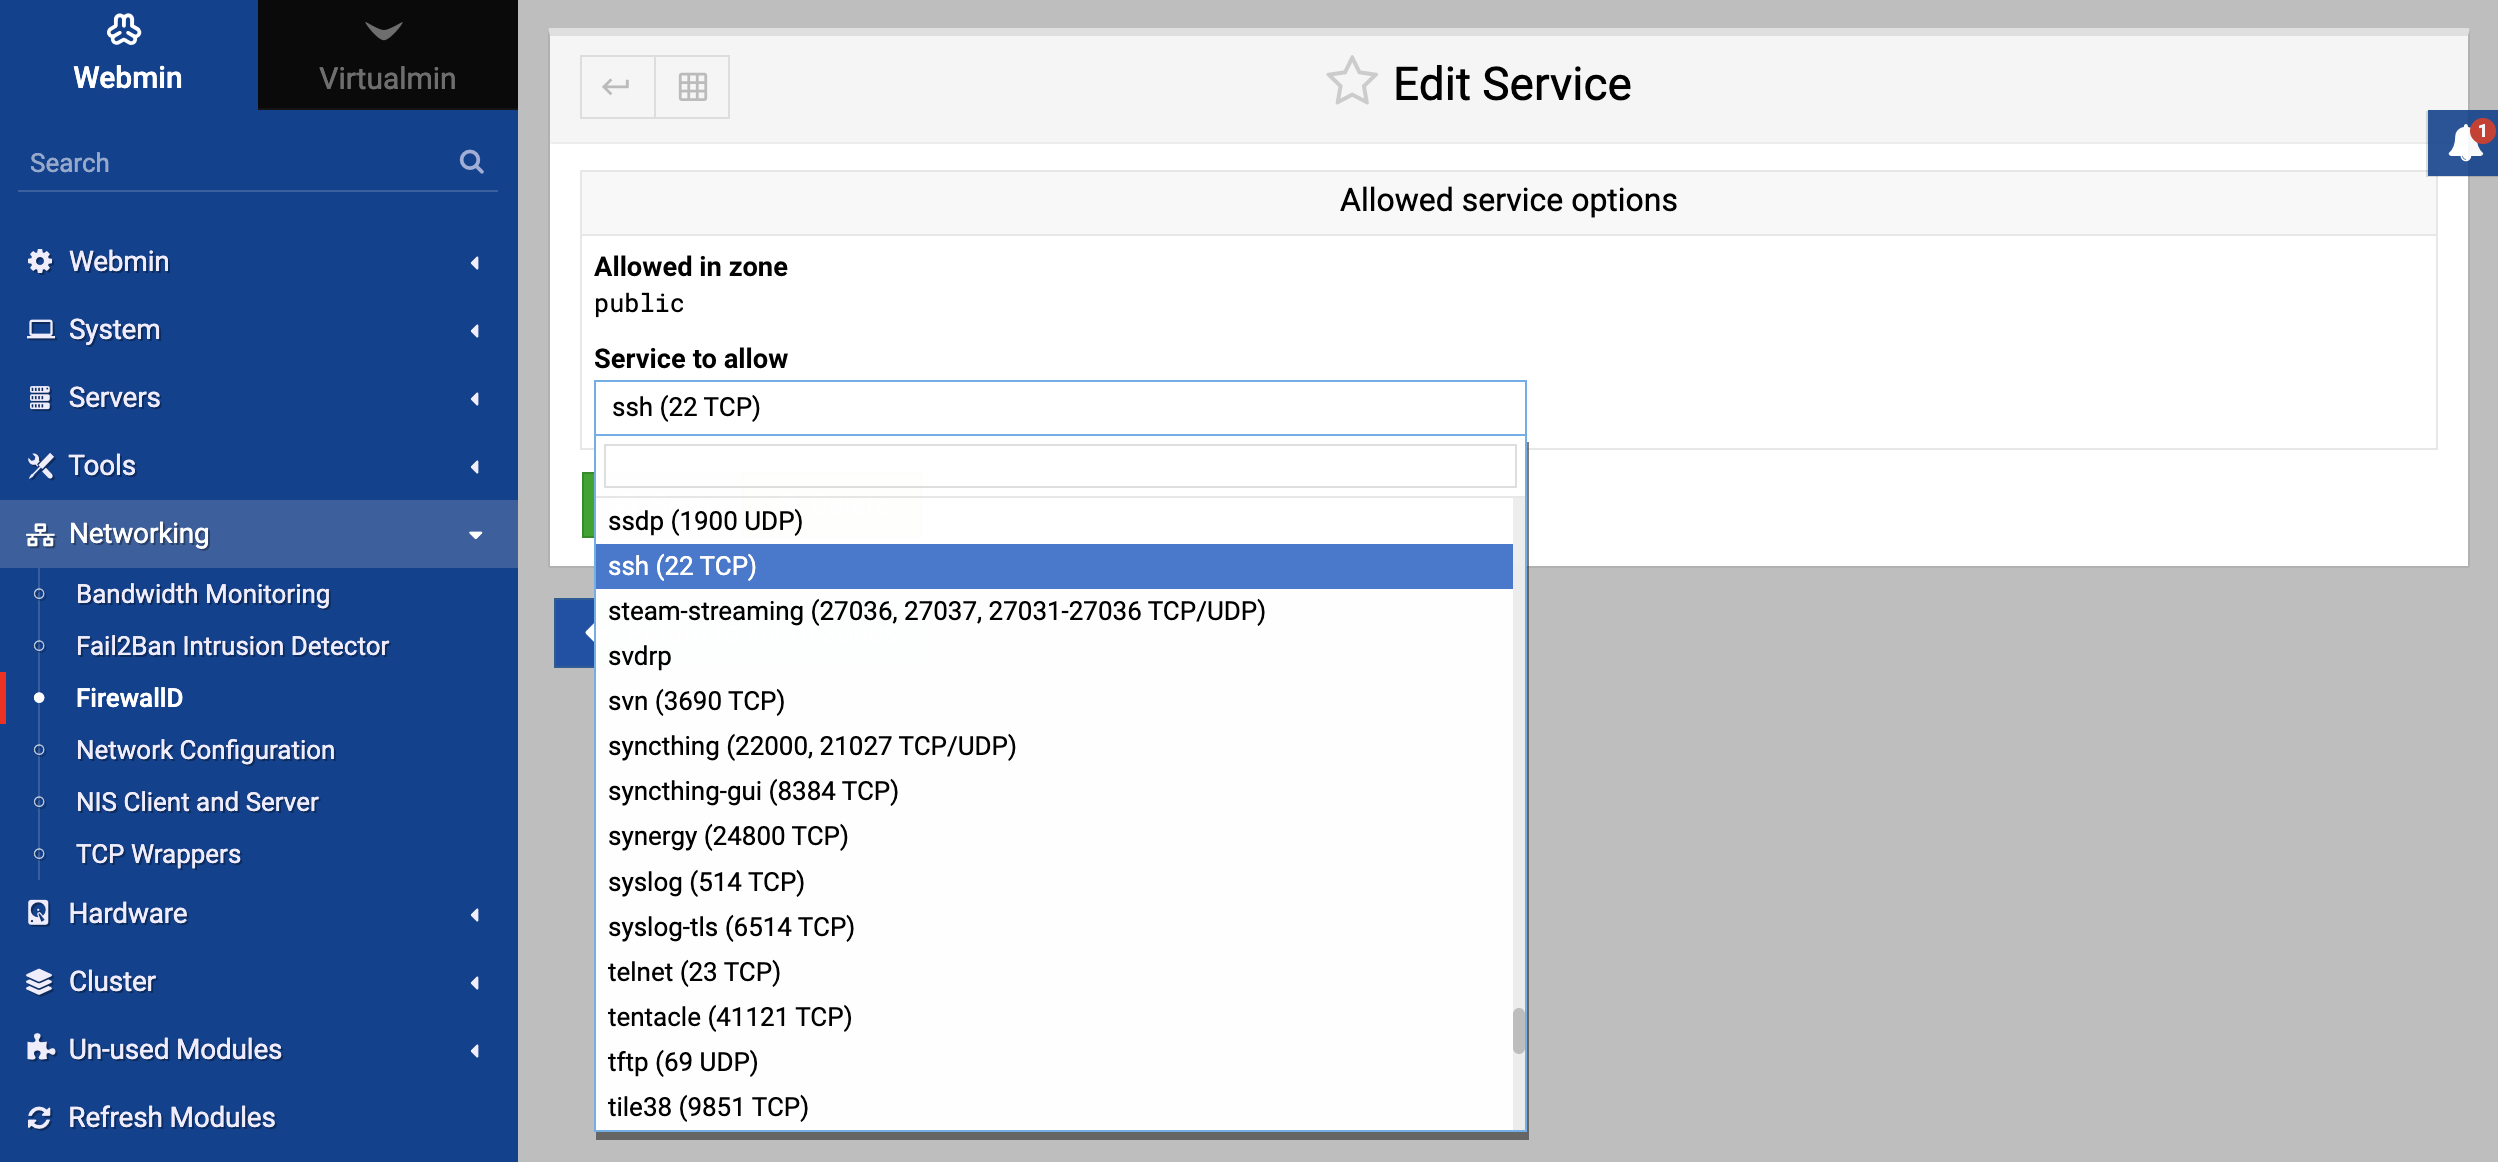 Webmin
Virtualmin
Search
Webmin
System
Servers
Tools
Networking
Bandwidth Monitoring
Fail2Ban Intrusion Detector
FirewallD
Network Configuration
NIS Client and Server
TCP Wrappers
Hardware
Cluster
Un-used Modules
Refresh Modules
Edit Service
1
Allowed service options
Allowed in zone
public
Service to allow
ssh (22 TCP)
ssdp (1900 UDP)
ssh (22 TCP)
steam-streaming (27036, 27037, 27031-27036 TCP/UDP)
svdrp
svn (3690 TCP)
syncthing (22000, 21027 TCP/UDP)
syncthing-gui (8384 TCP)
synergy (24800 TCP)
syslog (514 TCP)
syslog-tls (6514 TCP)
telnet (23 TCP)
tentacle (41121 TCP)
tftp (69 UDP)
tile38 (9851 TCP)